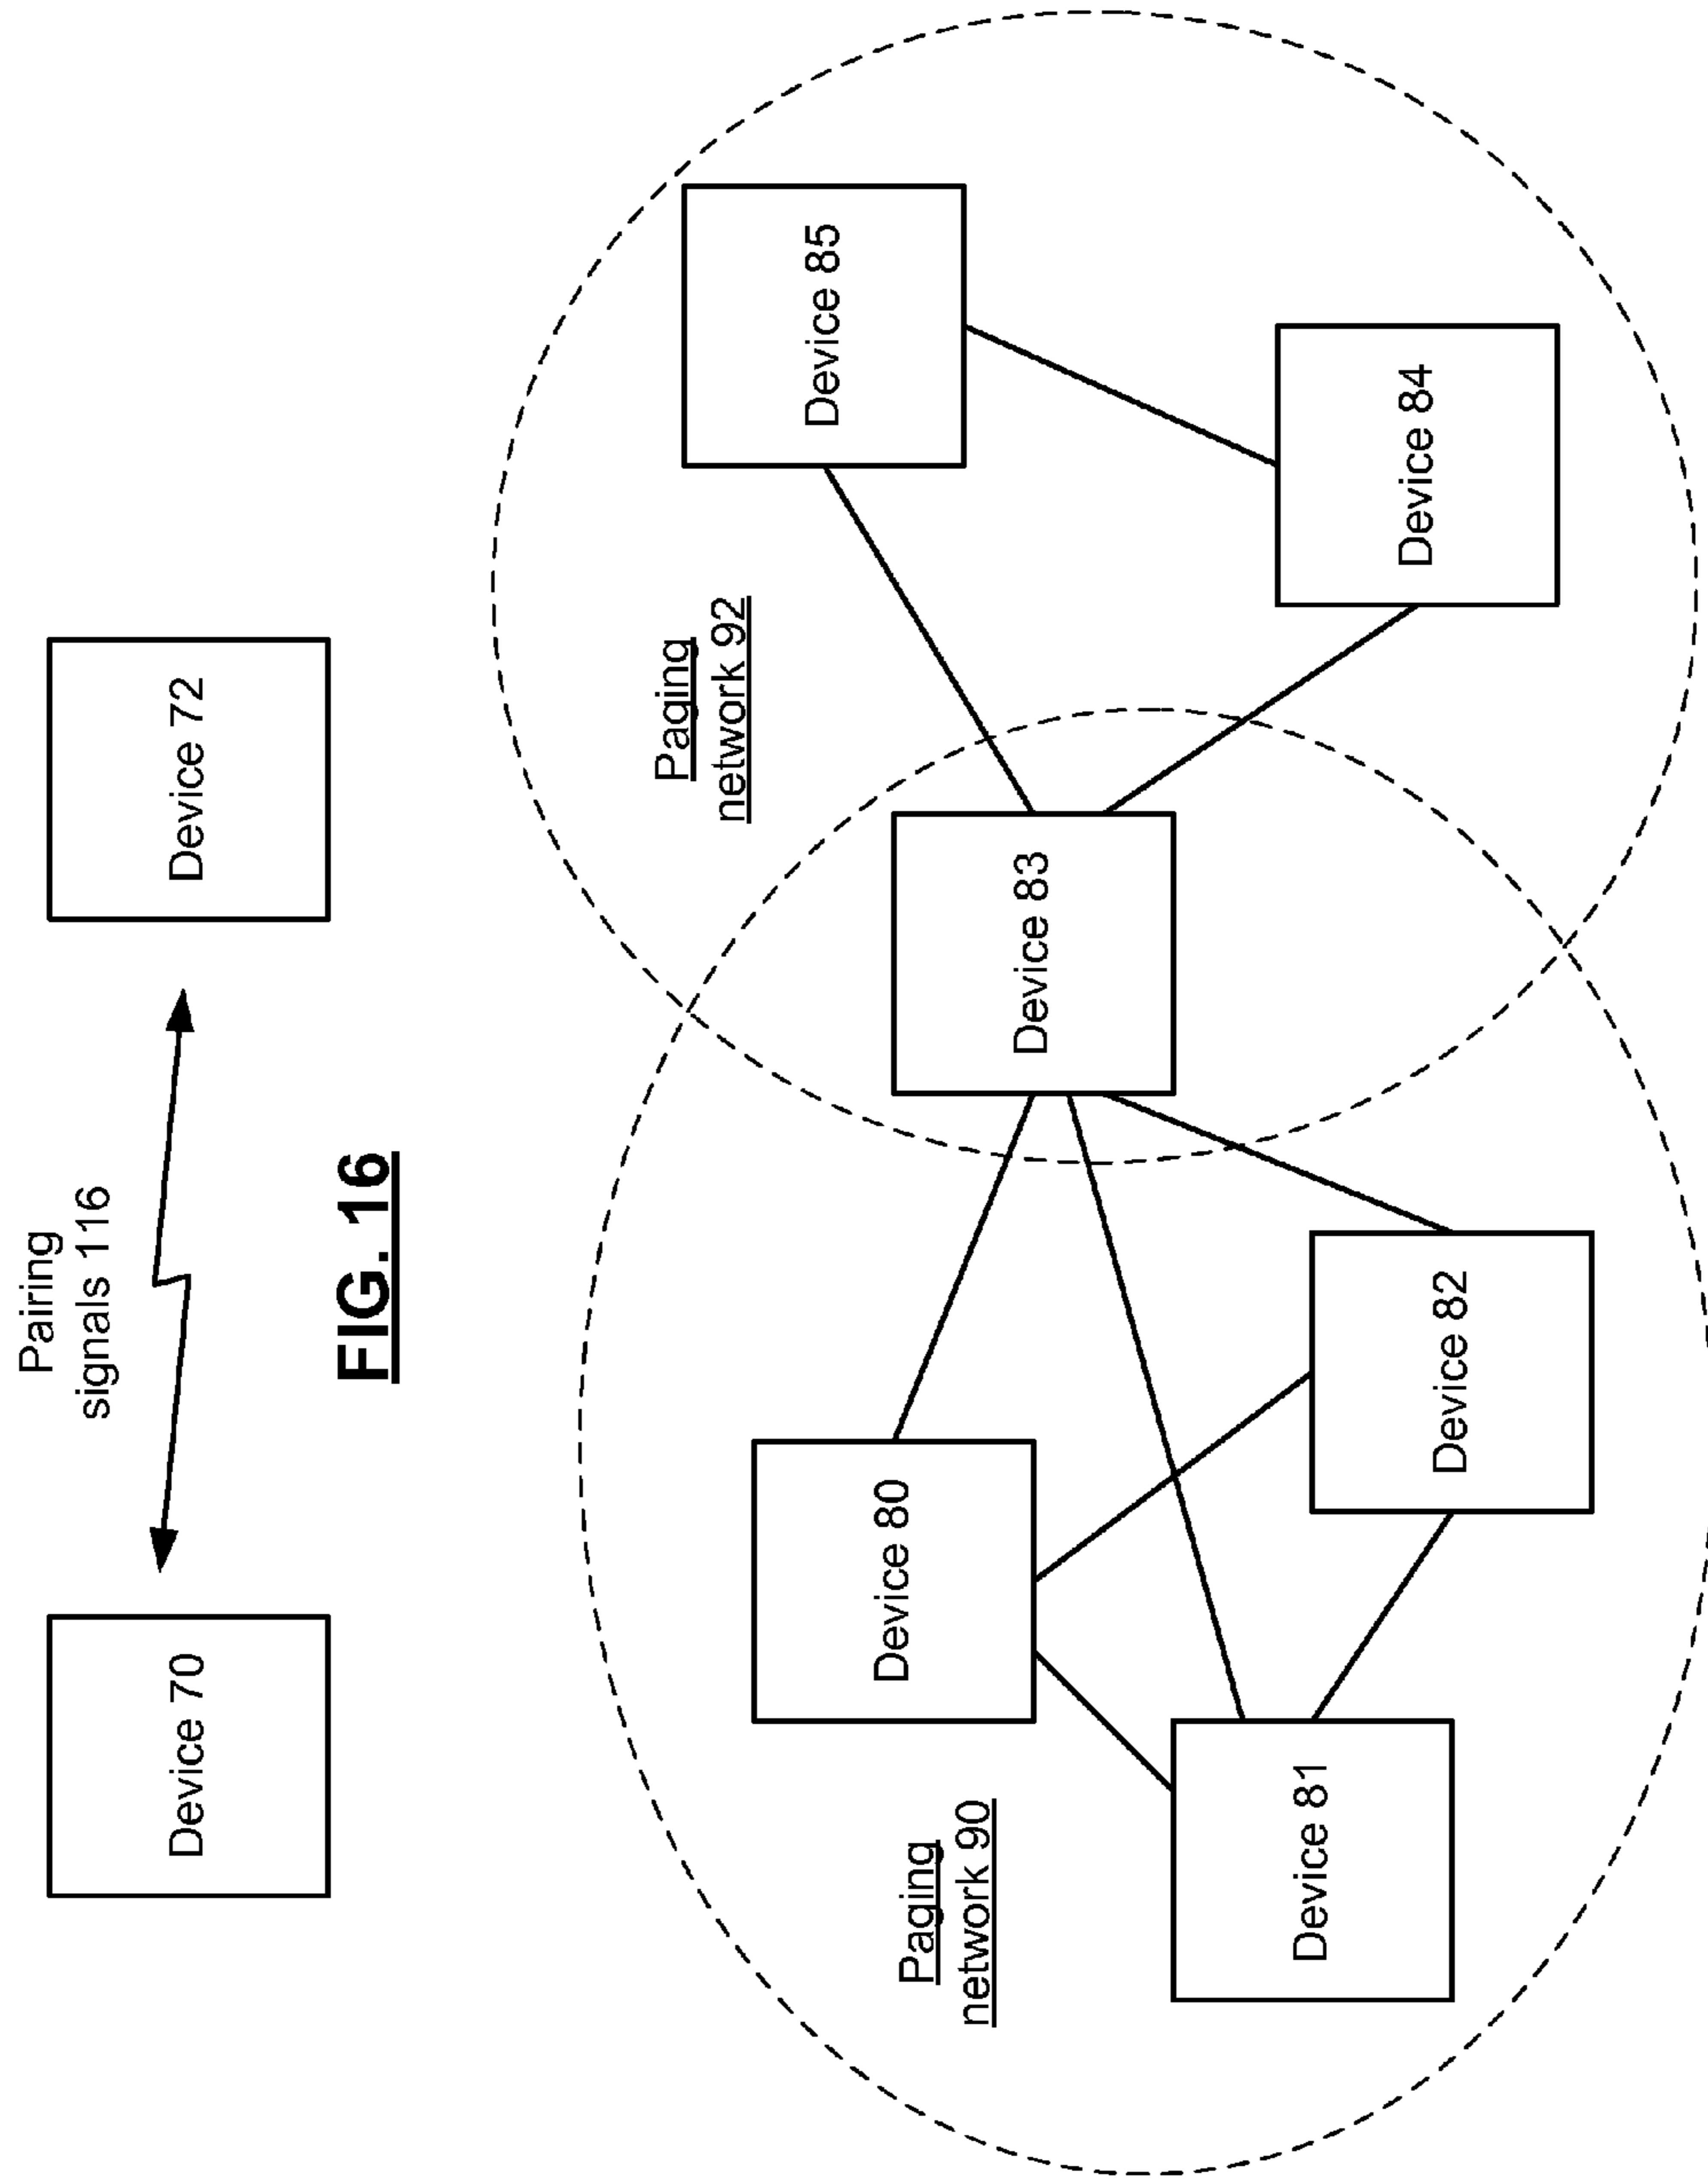 Pairing
signals 116
Device 70
Device 72
FIG. 16
Paging
network 92
Device 85
Device 80
Device 83
Paging
network 90
Device 84
Device 81
Device 82